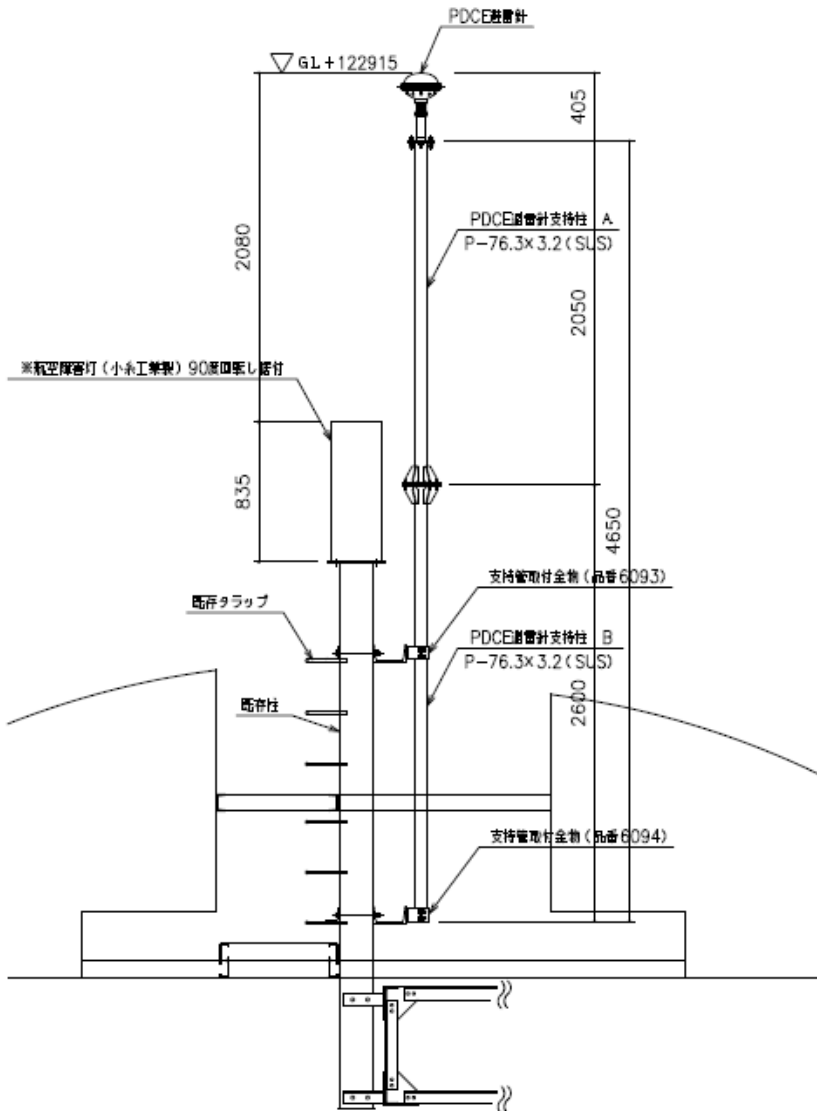 PDCE避雷針
GL+122915
405
PDCE避雷針支持柱 A
P-76.3×3.2(SUS)
2080
2050
※航空障害灯(小糸工業製)90度回転し据付
835
4650
支持管取付金物(品番6093)
既存タラップ
PDCE避雷針支持柱 B
P-76.3×3.2(SUS)
既存柱
2600
支持管取付金物(品番6094)